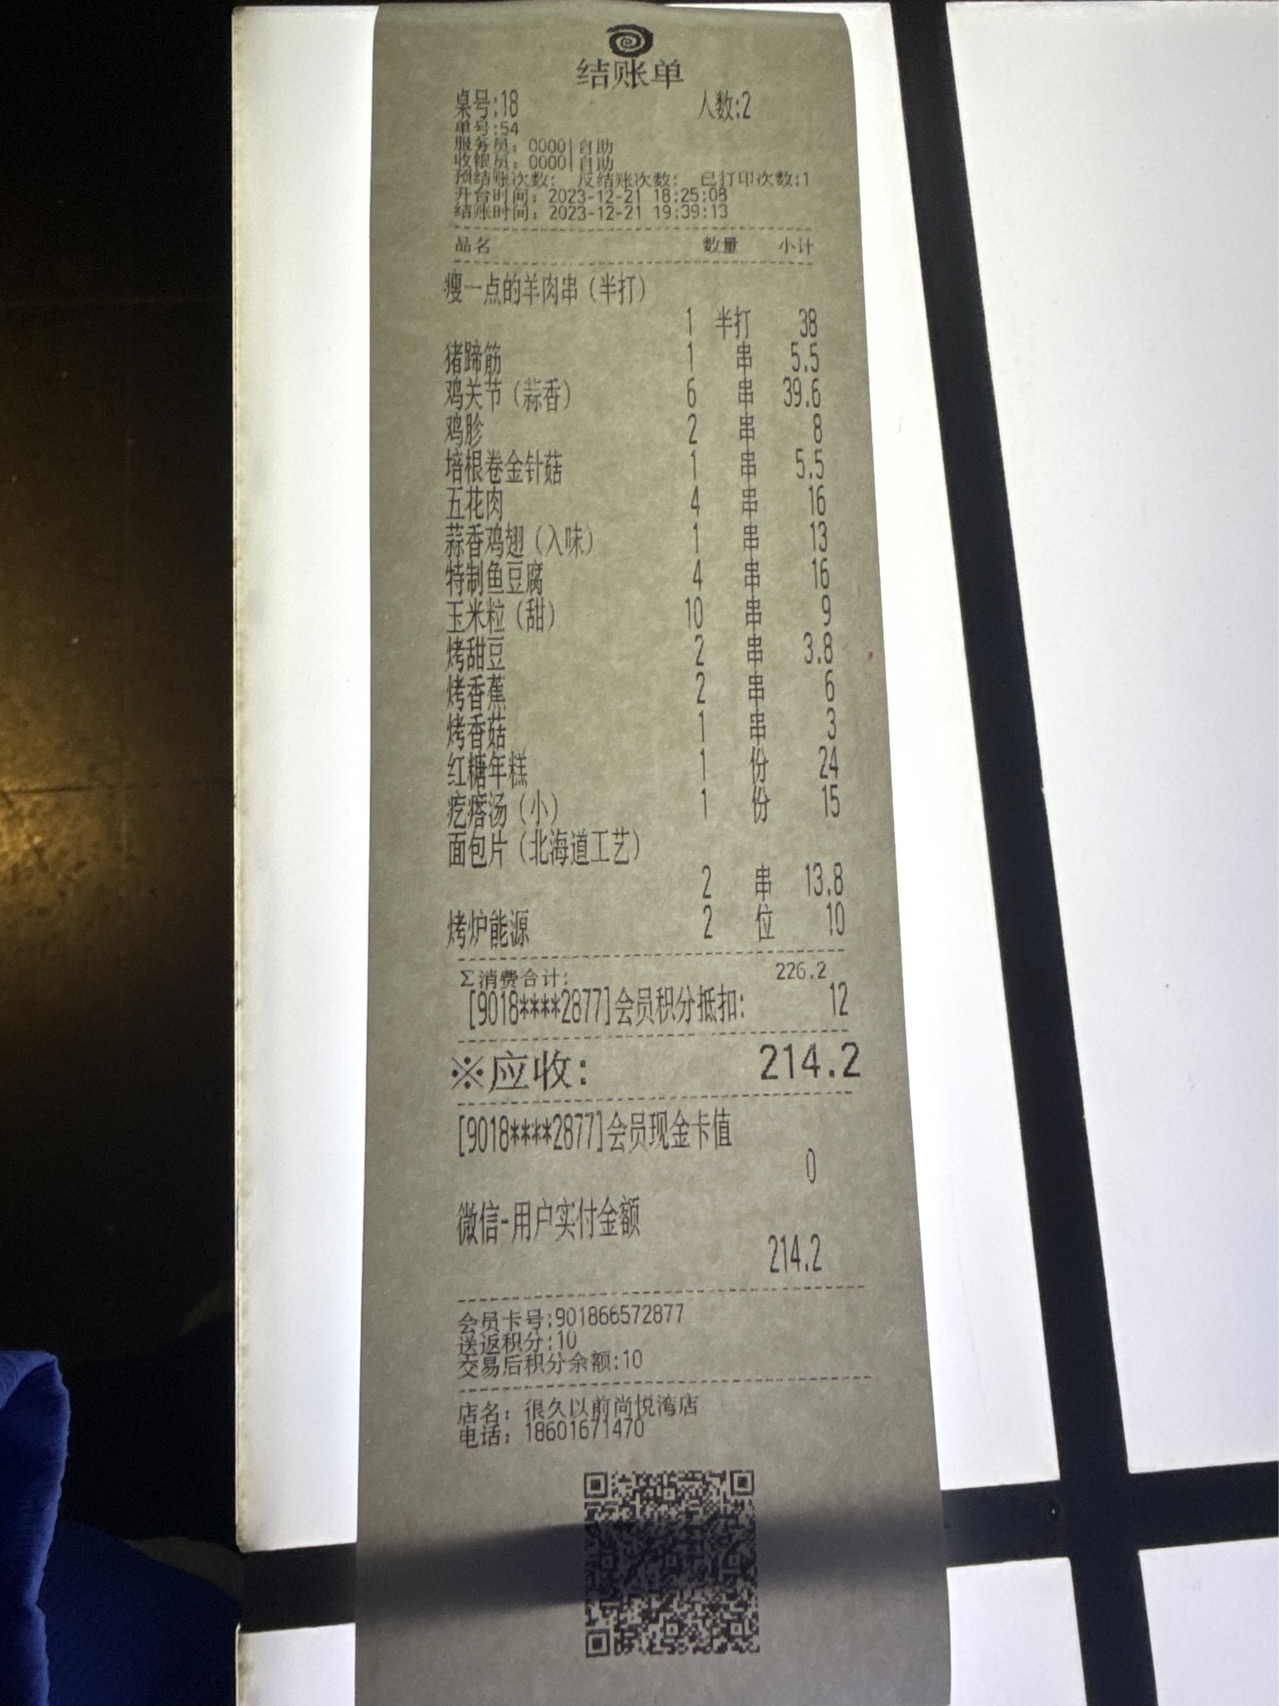 结账单
桌号:18 人数:2
单号:54
服务员: 0000|自助
收银员: 0000|自助
预结账次数: 反结账次数: 已打印次数:1
开台时间: 2023-12-21 18:25:08
结账时间: 2023-12-21 19:39:13
品名 数量 小计
瘦一点的羊肉串(半打)
1 半打 38
猪蹄筋 1 串 5.5
鸡关节(蒜香) 6 串 39.6
鸡胗 2 串 8
培根卷金针菇 1 串 5.5
五花肉 4 串 16
蒜香鸡翅(入味) 1 串 13
特制鱼豆腐 4 串 16
玉米粒(甜) 10 串 9
烤甜豆 2 串 3.8
烤香蕉 2 串 6
烤香菇 1 串 3
红糖年糕 1 份 24
疙瘩汤(小) 1 份 15
面包片(北海道工艺)
2 串 13.8
烤炉能源 2 位 10
Σ消费合计: 226.2
[9018****2877]会员积分抵扣: 12
※应收: 214.2
[9018****2877]会员现金卡值
0
微信-用户实付金额
214.2
会员卡号:901866572877
送返积分:10
交易后积分余额:10
店名: 很久以前尚悦湾店
电话: 18601671470